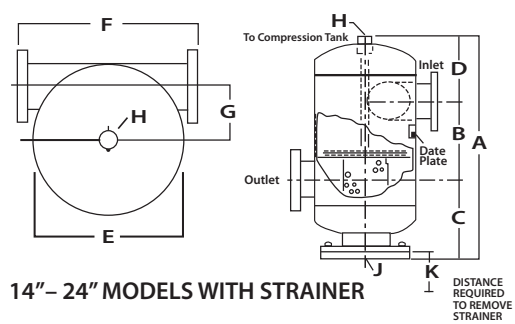 F
H
G
E
H
To Compression Tank
Inlet
D
B
A
Date
Plate
Outlet
C
J
K
14”– 24” MODELS WITH STRAINER
DISTANCE
REQUIRED
TO REMOVE
STRAINER